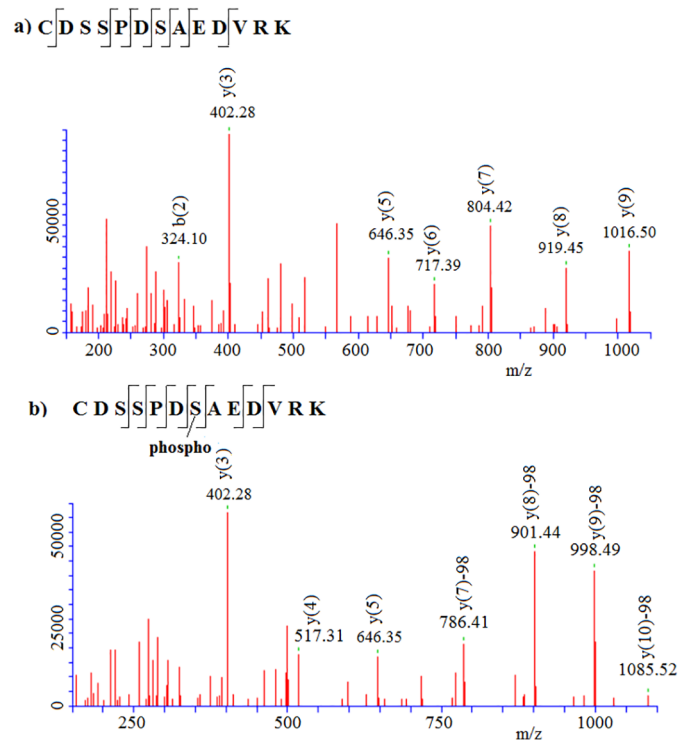 a) C D S S P D S A E D V R K
y(3)
402.28
b(2)
324.10
y(5)
646.35
y(6)
717.39
y(7)
804.42
y(8)
919.45
y(9)
1016.50
50000
0
200 300 400 500 600 700 800 900 1000
m/z
b) C D S S P D S A E D V R K
phospho
y(3)
402.28
y(4)
517.31
y(5)
646.35
y(7)-98
786.41
y(8)-98
901.44
y(9)-98
998.49
y(10)-98
1085.52
50000
25000
0
250 500 750 1000
m/z